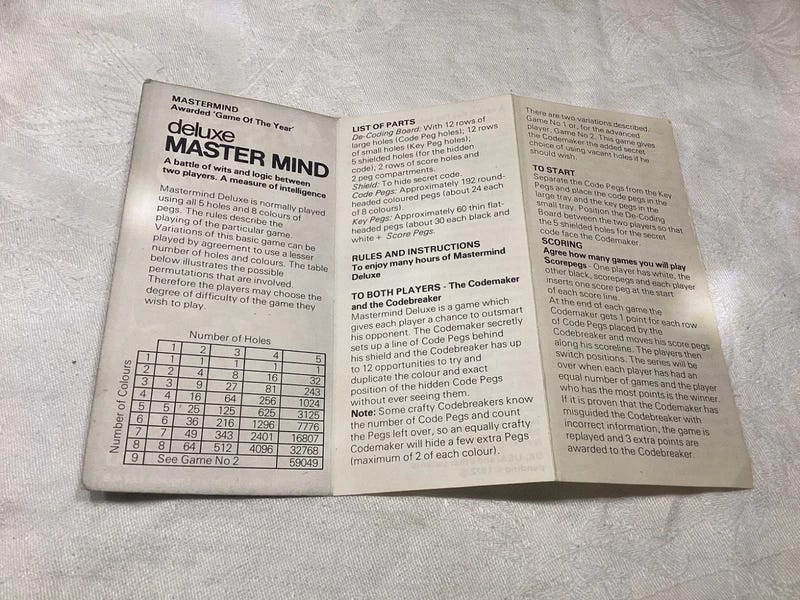 MASTERMIND
Awarded 'Game Of The Year'
deluxe
MASTER MIND
A battle of wits and logic between
two players. A measure of intelligence
Mastermind Deluxe is normally played
using all 5 holes and 8 colours of
pegs. The rules describe the
playing of the particular game.
Variations of this basic game can be
played by agreement to use a lesser
number of holes and colours. The table
below illustrates the possible
permutations that are involved.
Therefore the players may choose the
degree of difficulty of the game they
wish to play.
Number of Holes
1 2 3 4 5
Number of Colours
1 1 1 1 1 1
2 2 4 8 16 32
3 3 9 27 81 243
4 4 16 64 256 1024
5 5 25 125 625 3125
6 6 36 216 1296 7776
7 7 49 343 2401 16807
8 8 64 512 4096 32768
9 See Game No 2 59049
LIST OF PARTS
De-Coding Board: With 12 rows of
large holes (Code Peg holes); 12 rows
of small holes (Key Peg holes);
5 shielded holes (for the hidden
code); 2 rows of score holes and
2 peg compartments.
Shield: To hide secret code.
Code Pegs: Approximately 192 round-
headed coloured pegs (about 24 each
of 8 colours).
Key Pegs: Approximately 60 thin flat-
headed pegs (about 30 each black and
white + Score Pegs.
RULES AND INSTRUCTIONS
To enjoy many hours of Mastermind
Deluxe
TO BOTH PLAYERS - The Codemaker
and the Codebreaker
Mastermind Deluxe is a game which
gives each player a chance to outsmart
his opponent. The Codemaker secretly
sets up a line of Code Pegs behind
his shield and the Codebreaker has up
to 12 opportunities to try and
duplicate the colour and exact
position of the hidden Code Pegs
without ever seeing them.
Note: Some crafty Codebreakers know
the number of Code Pegs and count
the Pegs left over, so an equally crafty
Codemaker will hide a few extra Pegs
(maximum of 2 of each colour).
There are two variations described.
Game No.1 or, for the advanced
player, Game No 2. This game gives
the Codemaker the added secret
choice of using vacant holes if he
should wish.
TO START
Separate the Code Pegs from the Key
Pegs and place the code pegs in the
large tray and the key pegs in the
small tray. Position the De-Coding
Board between the two players so that
the 5 shielded holes for the secret
code face the Codemaker.
SCORING
Agree how many games you will play
Scorepegs - One player has white, the
other black, scorepegs and each player
inserts one score peg at the start
of each score line.
At the end of each game the
Codemaker gets 1 point for each row
of Code Pegs placed by the
Codebreaker and moves his score pegs
along his scoreline. The players then
switch positions. The series will be
over when each player has had an
equal number of games and the player
who has the most points is the winner.
If it is proven that the Codemaker has
misguided the Codebreaker with
incorrect information, the game is
replayed and 3 extra points are
awarded to the Codebreaker.